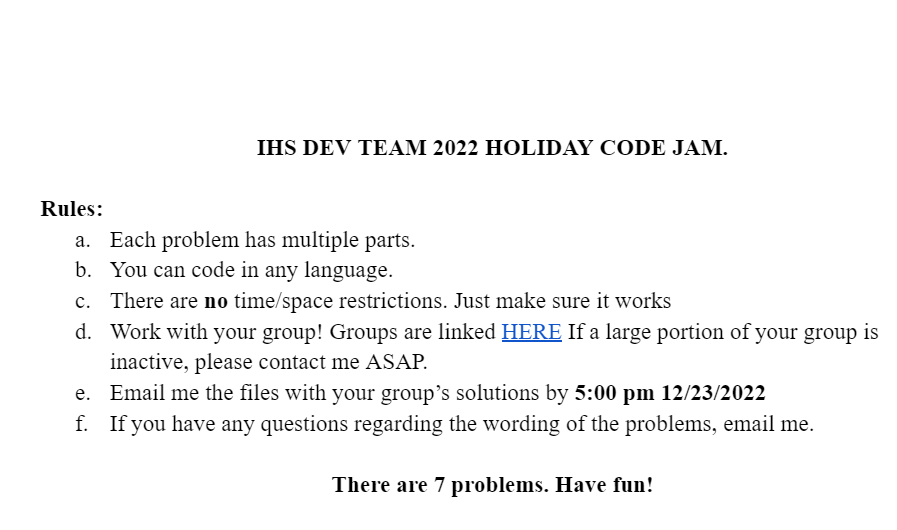 IHS DEV TEAM 2022 HOLIDAY CODE JAM.
Rules:
a. Each problem has multiple parts.
b. You can code in any language.
c. There are no time/space restrictions. Just make sure it works
d. Work with your group! Groups are linked HERE If a large portion of your group is
inactive, please contact me ASAP.
e. Email me the files with your group’s solutions by 5:00 pm 12/23/2022
f. If you have any questions regarding the wording of the problems, email me.
There are 7 problems. Have fun!